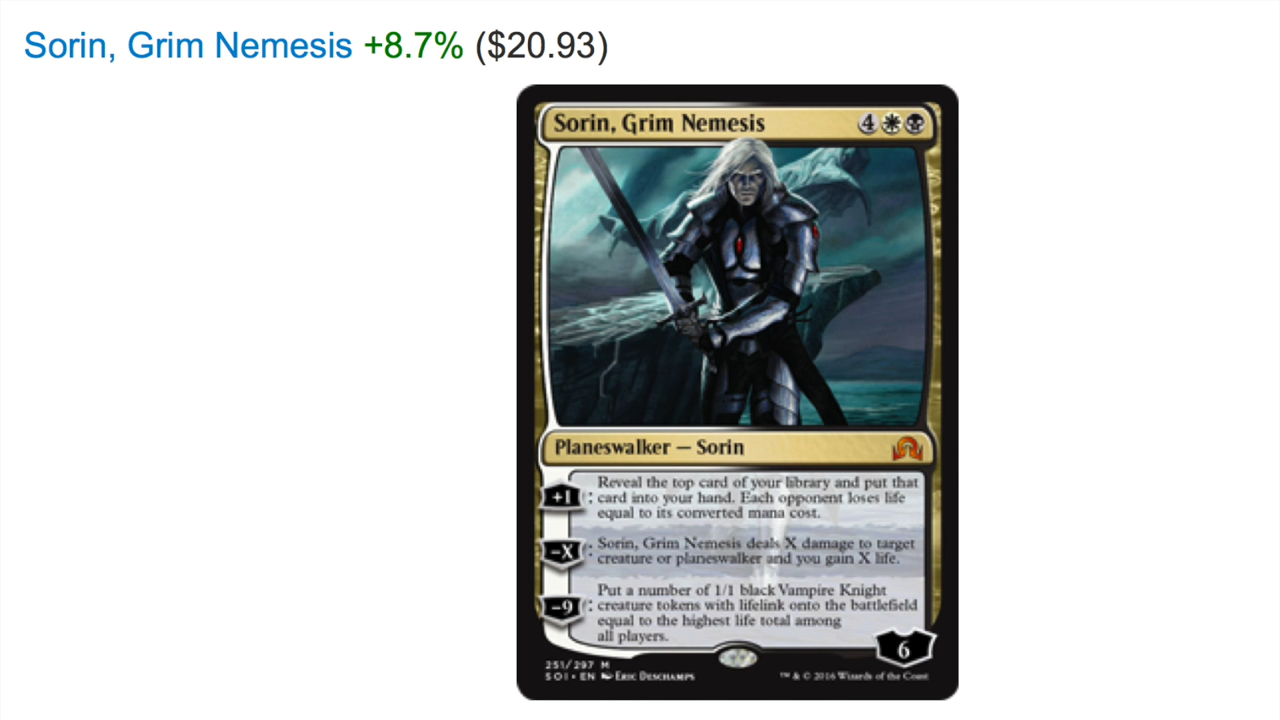 Sorin, Grim Nemesis +8.7% ($20.93)
Sorin, Grim Nemesis 4
Planeswalker — Sorin
+1: Reveal the top card of your library and put that
card into your hand. Each opponent loses life
equal to its converted mana cost.
−X: Sorin, Grim Nemesis deals X damage to target
creature or planeswalker and you gain X life.
−9: Put a number of 1/1 black Vampire Knight
creature tokens with lifelink onto the battlefield
equal to the highest life total among
all players.
6
251/297 M
SOI • EN Eric Deschamps
™ & © 2016 Wizards of the Coast